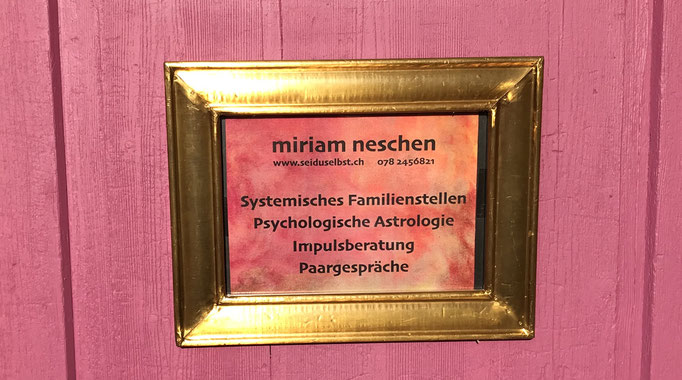 miriam neschen
www.seiduselbst.ch 078 2456821
Systemisches Familienstellen
Psychologische Astrologie
Impulsberatung
Paargespräche